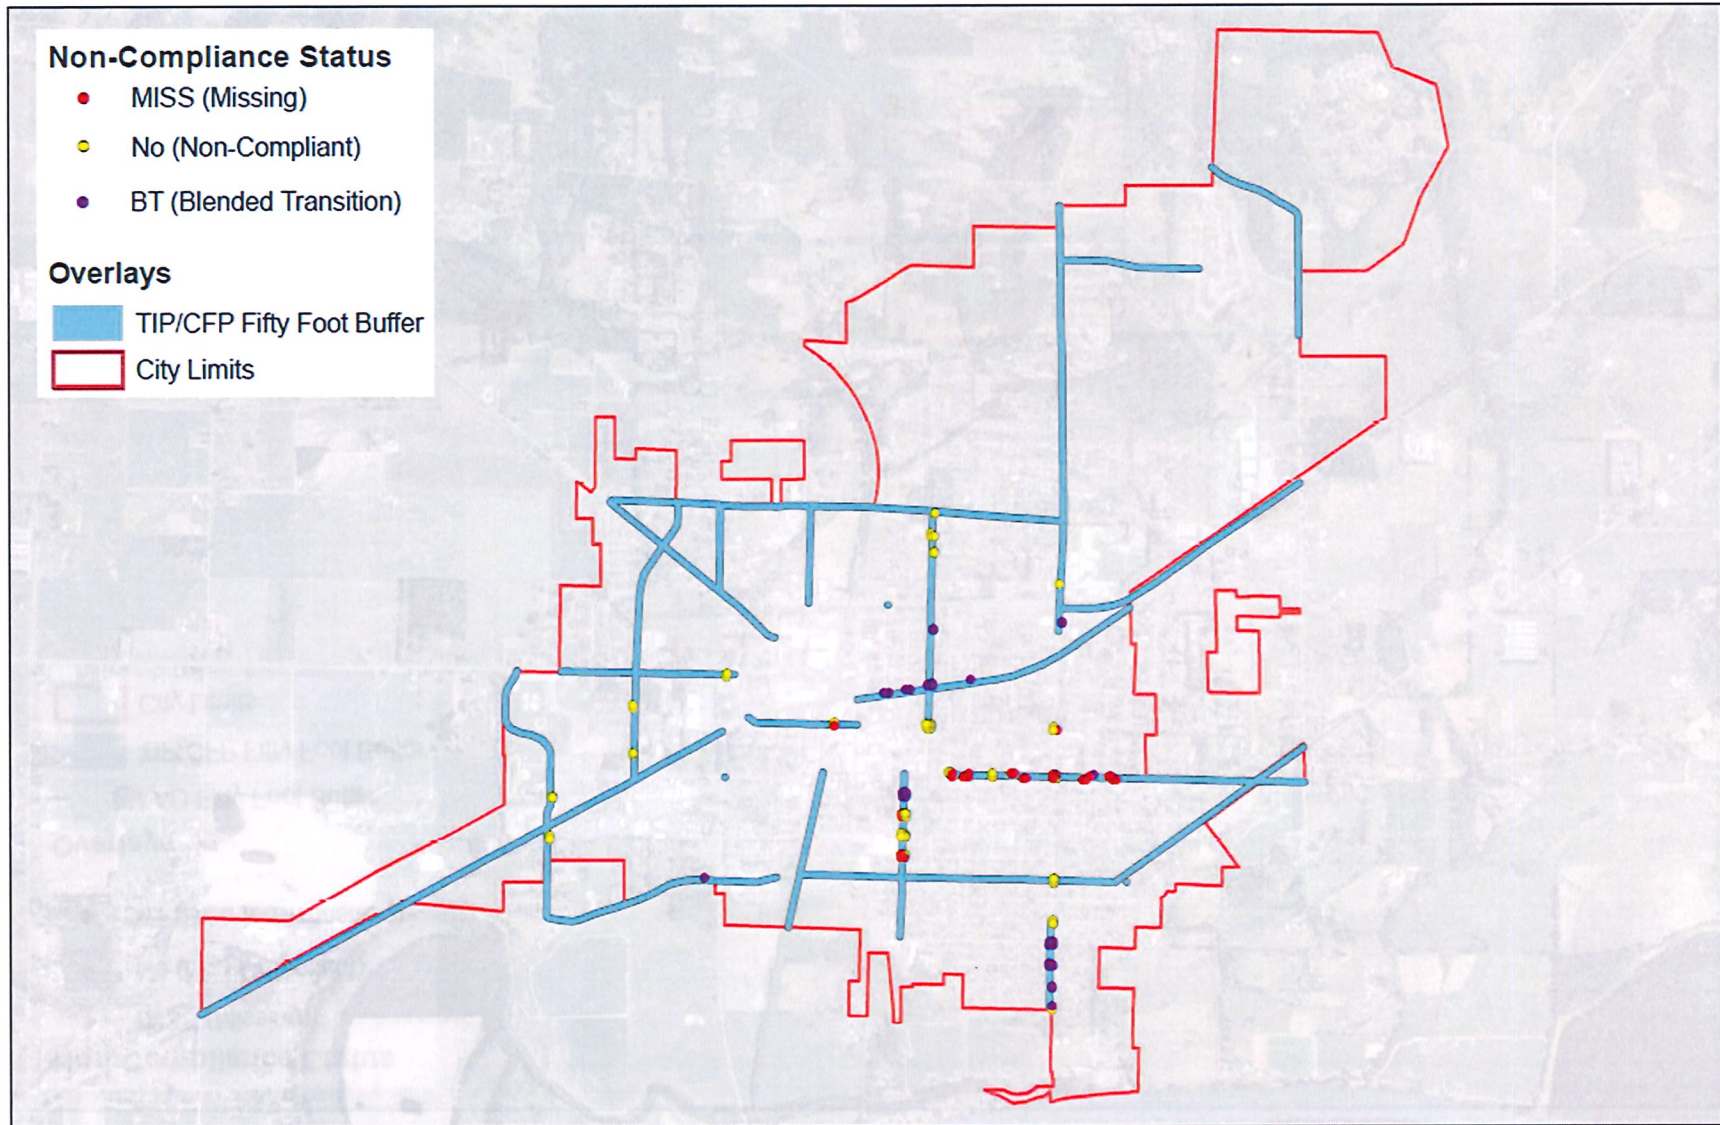 Non-Compliance Status
MISS (Missing)
No (Non-Compliant)
BT (Blended Transition)
Overlays
TIP/CFP Fifty Foot Buffer
City Limits